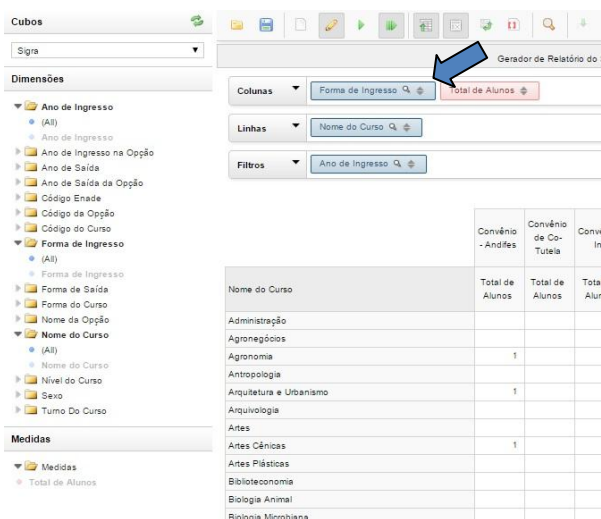 Cubos
Sigra
Dimensões
Ano de Ingresso
(All)
Ano de Ingresso
Ano de Ingresso na Opção
Ano de Saída
Ano de Saída da Opção
Código Enade
Código da Opção
Código do Curso
Forma de Ingresso
(All)
Forma de Ingresso
Forma de Saída
Forma do Curso
Nome da Opção
Nome do Curso
(All)
Nome do Curso
Nível do Curso
Sexo
Turno Do Curso
Medidas
Medidas
Total de Alunos
Gerador de Relatório do
Colunas Forma de Ingresso Total de Alunos
Linhas Nome do Curso
Filtros Ano de Ingresso
Convênio
- Andifes
Convênio
de Co-
Tutela
Nome do Curso
Total de
Alunos
Total de
Alunos
Administração
Agronegócios
Agronomia 1
Antropologia
Arquitetura e Urbanismo 1
Arquivologia
Artes
Artes Cênicas 1
Artes Plásticas
Biblioteconomia
Biologia Animal
Biologia Microbiana